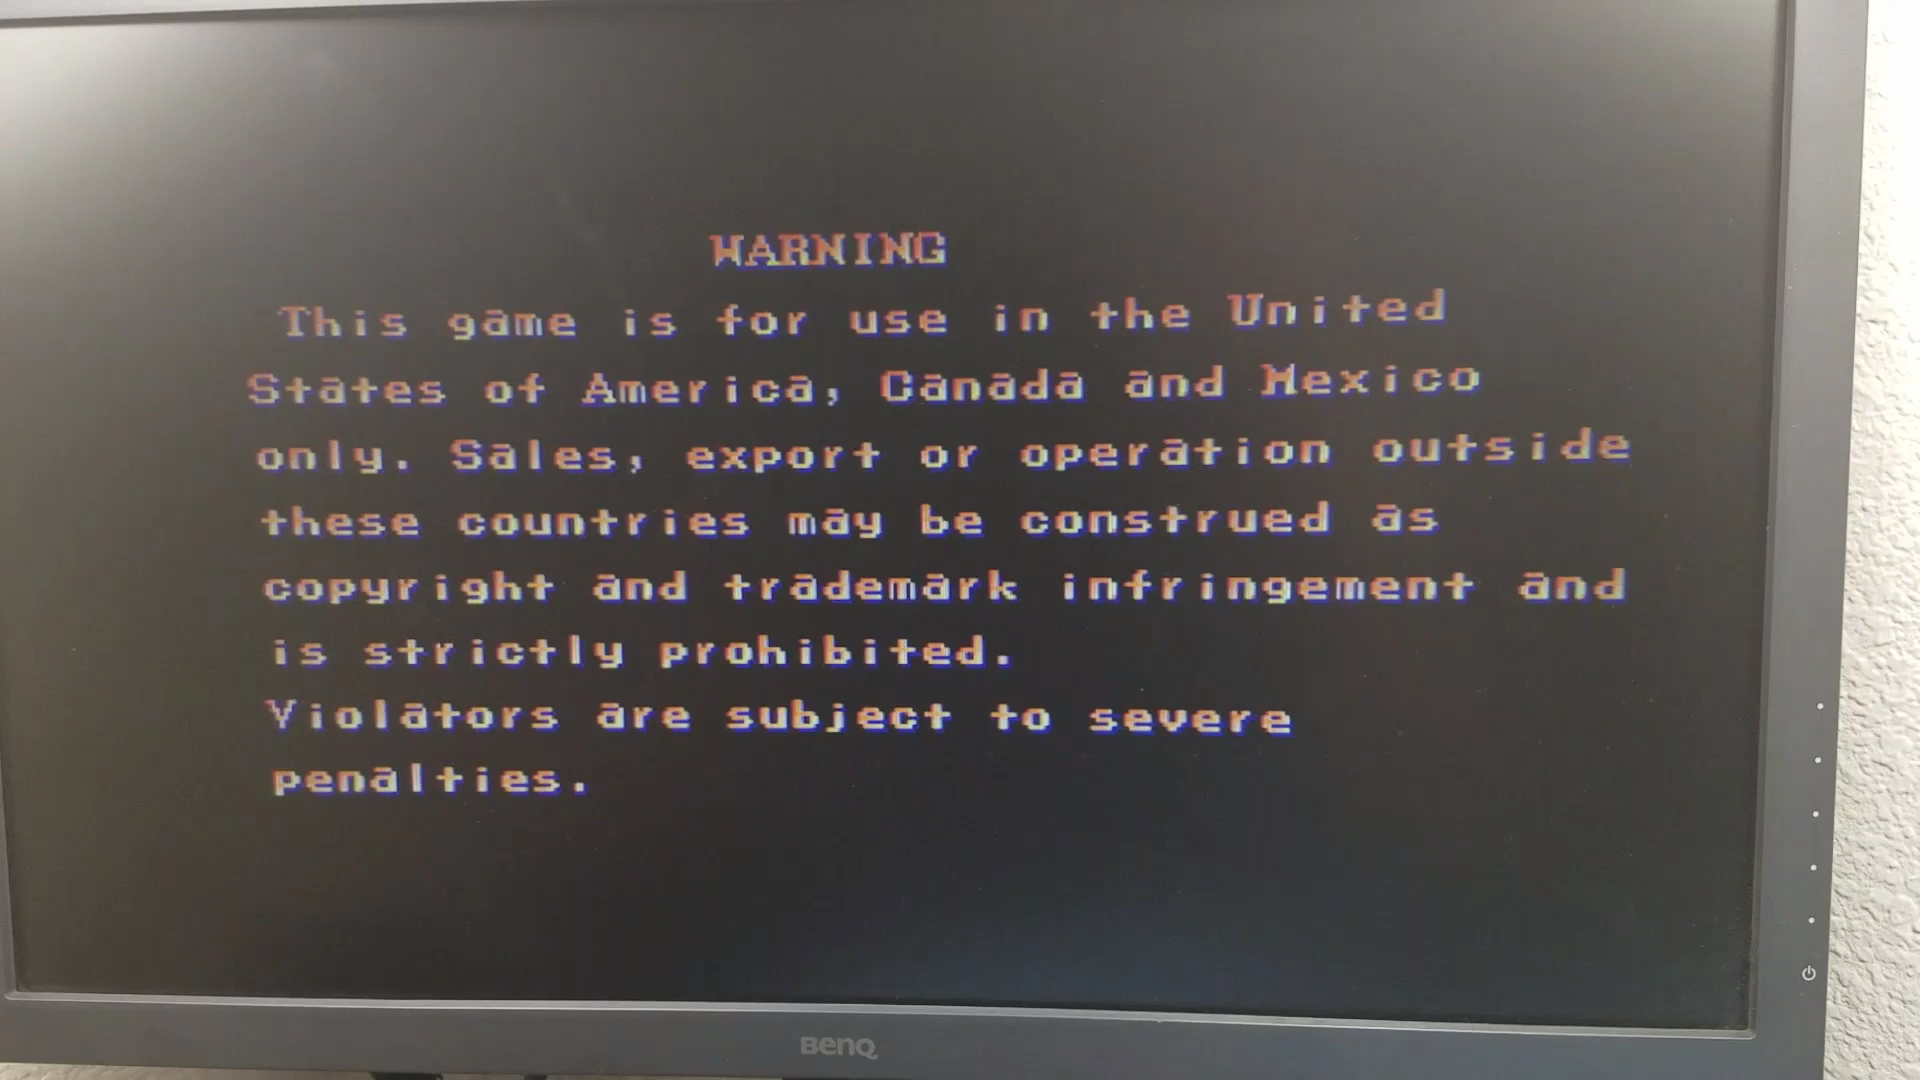 WARNING
This game is for use in the United
States of America, Canada and Mexico
only. Sales, export or operation outside
these countries may be construed as
copyright and trademark infringement and
is strictly prohibited.
Violators are subject to severe
penalties.
BenQ